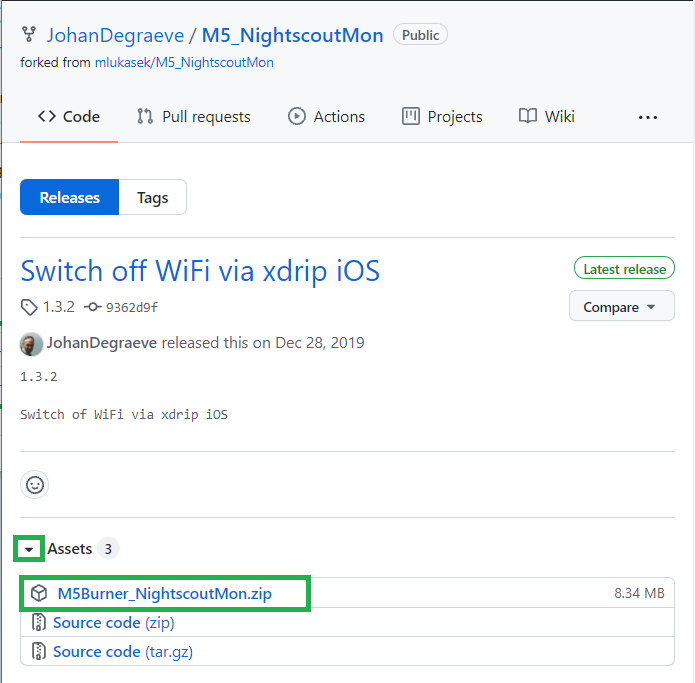 JohanDegraeve / M5_NightscoutMon Public
forked from mlukasek/M5_NightscoutMon
Code Pull requests Actions Projects Wiki ...
Releases Tags
Switch off WiFi via xdrip iOS Latest release
1.3.2 9362d9f Compare
JohanDegraeve released this on Dec 28, 2019
1.3.2
Switch of WiFi via xdrip iOS
Assets 3
M5Burner_NightscoutMon.zip 8.34 MB
Source code (zip)
Source code (tar.gz)